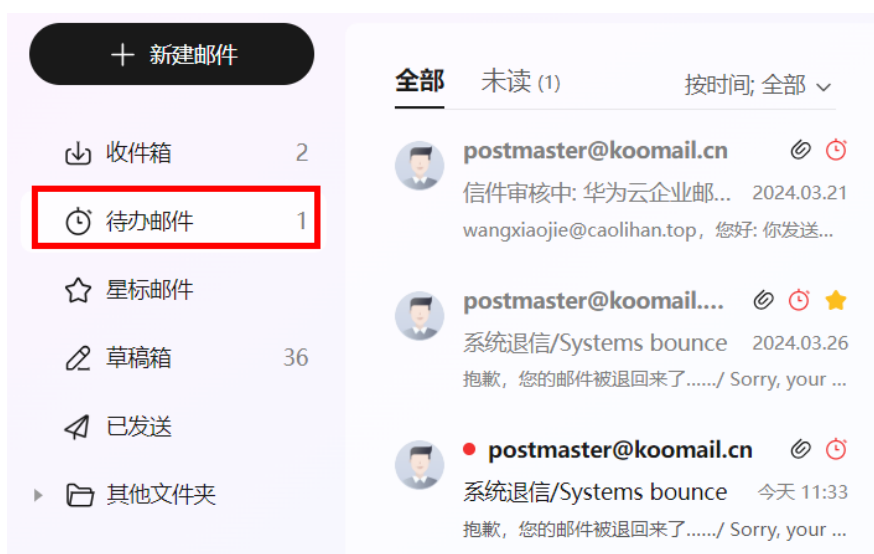 新建邮件
收件箱 2
待办邮件 1
星标邮件
草稿箱 36
已发送
其他文件夹
全部 未读 (1) 按时间; 全部
postmaster@koomail.cn
信件审核中: 华为云企业邮... 2024.03.21
wangxiaojie@caolihan.top，您好: 你发送...
postmaster@koomail....
系统退信/Systems bounce 2024.03.26
抱歉，您的邮件被退回来了....../ Sorry, your ...
postmaster@koomail.cn
系统退信/Systems bounce 今天 11:33
抱歉，您的邮件被退回来了....../ Sorry, your ...